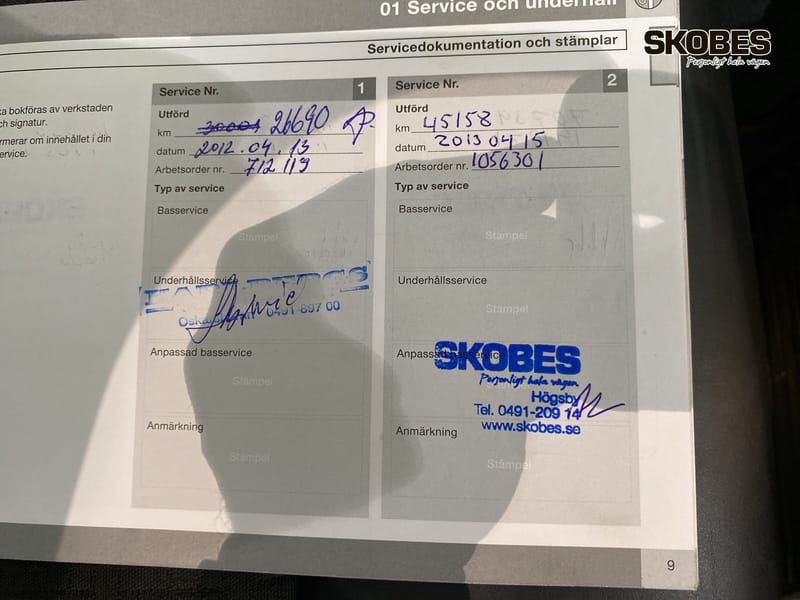 01 Service och underhåll
Servicedokumentation och stämplar
SKOBES
Personligt hela vägen
ka bokföras av verkstaden
ch signatur.
rmerar om innehållet i din
ervice.
Service Nr. 1
Utförd
km 30001 26690
datum 2012.04.13
Arbetsorder nr. 712119
Typ av service
Basservice
Stämpel
Underhållsservice
0491-897 00
Anpassad basservice
Stämpel
Anmärkning
Stämpel
Service Nr. 2
Utförd
km 45158
datum 2013 04 15
Arbetsorder nr. 1056301
Typ av service
Basservice
Stämpel
Underhållsservice
Stämpel
Anpassad basservice
SKOBES
Personligt hela vägen
Högsby
Tel. 0491-209 14
www.skobes.se
Anmärkning
Stämpel
9